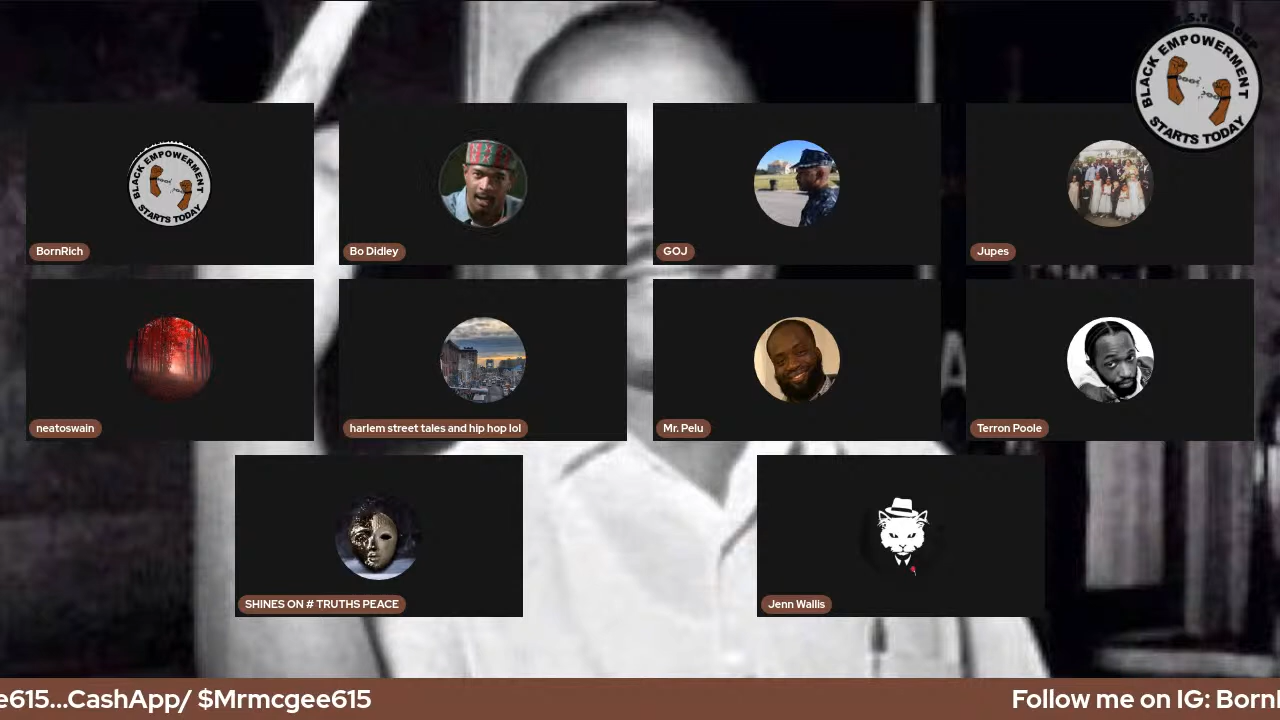 BLACK EMPOWERMENT
STARTS TODAY
BLACK EMPOWERMENT
STARTS TODAY
BornRich
Bo Didley
GOJ
Jupes
neatoswain
harlem street tales and hip hop lol
Mr. Pelu
Terron Poole
SHINES ON # TRUTHS PEACE
Jenn Wallis
e615...CashApp/ $Mrmcgee615
Follow me on IG: Born